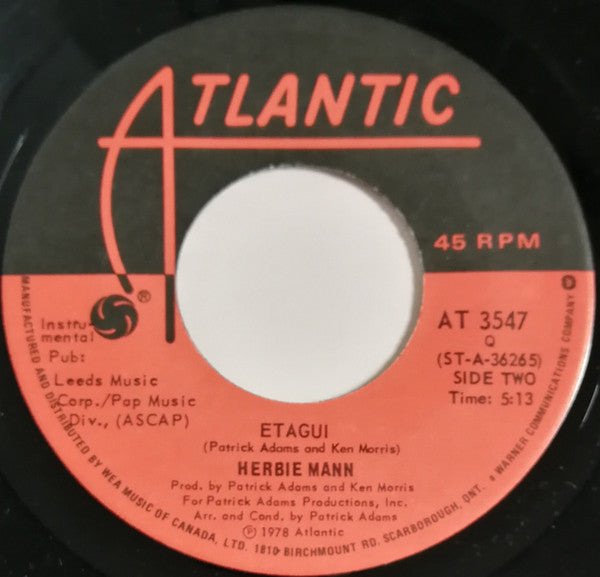 ATLANTIC
45 RPM
®
Instru-
mental
Pub:
Leeds Music
Corp./Pap Music
Div., (ASCAP)
AT 3547
Q
(ST-A-36265)
SIDE TWO
Time: 5:13
ETAGUI
(Patrick Adams and Ken Morris)
HERBIE MANN
Prod. by Patrick Adams and Ken Morris
For Patrick Adams Productions, Inc.
Arr. and Cond. by Patrick Adams
℗ 1978 Atlantic
MANUFACTURED AND DISTRIBUTED BY WEA MUSIC OF CANADA, LTD. 1810 BIRCHMOUNT RD. SCARBOROUGH, ONT. A WARNER COMMUNICATIONS COMPANY